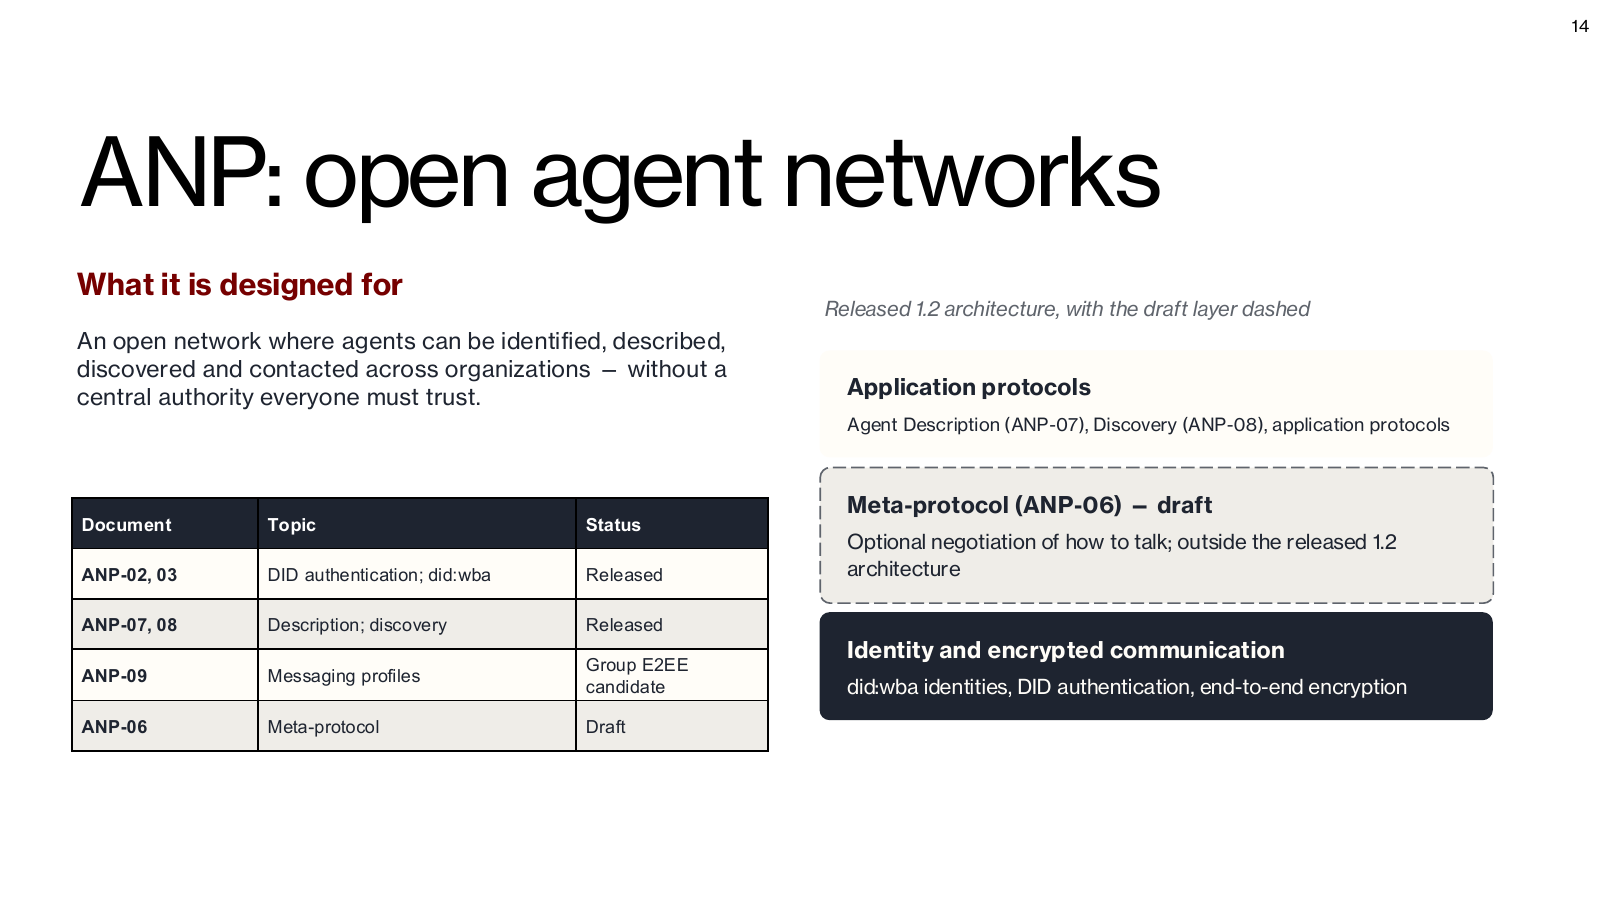 14
ANP: open agent networks
What it is designed for
An open network where agents can be identified, described,
discovered and contacted across organizations — without a
central authority everyone must trust.
Document Topic Status
ANP-02, 03 DID authentication; did:wba Released
ANP-07, 08 Description; discovery Released
ANP-09 Messaging profiles Group E2EE
candidate
ANP-06 Meta-protocol Draft
Released 1.2 architecture, with the draft layer dashed
Application protocols
Agent Description (ANP-07), Discovery (ANP-08), application protocols
Meta-protocol (ANP-06) — draft
Optional negotiation of how to talk; outside the released 1.2
architecture
Identity and encrypted communication
did:wba identities, DID authentication, end-to-end encryption